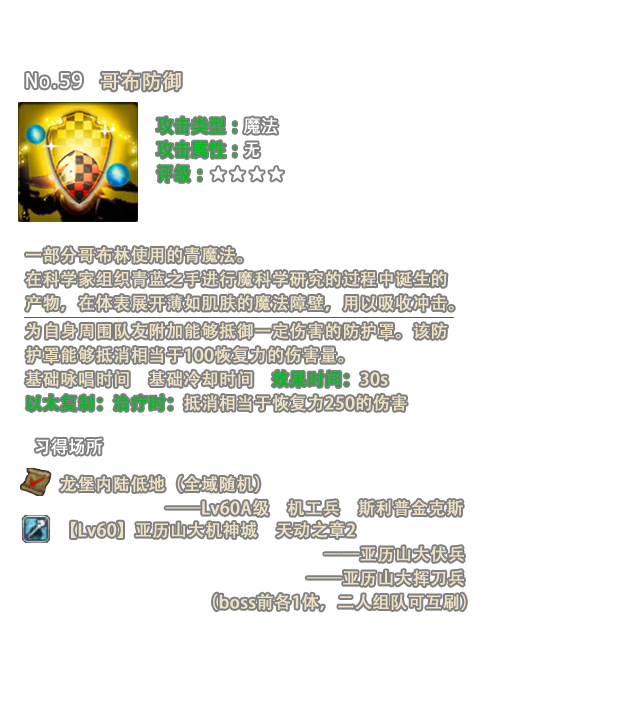 No.59 哥布防御
攻击类型：魔法
攻击属性：无
评级：☆☆☆☆
一部分哥布林使用的青魔法。
在科学家组织青蓝之手进行魔科学研究的过程中诞生的
产物，在体表展开薄如肌肤的魔法障壁，用以吸收冲击。
为自身周围队友附加能够抵御一定伤害的防护罩。该防
护罩能够抵消相当于100恢复力的伤害量。
基础咏唱时间 基础冷却时间 效果时间：30s
以太复制：治疗时：抵消相当于恢复力250的伤害
习得场所
龙堡内陆低地（全域随机）
——Lv60A级 机工兵 斯利普金克斯
【Lv60】亚历山大机神城 天动之章2
——亚历山大伏兵
——亚历山大挥刀兵
（boss前各1体，二人组队可互刷）